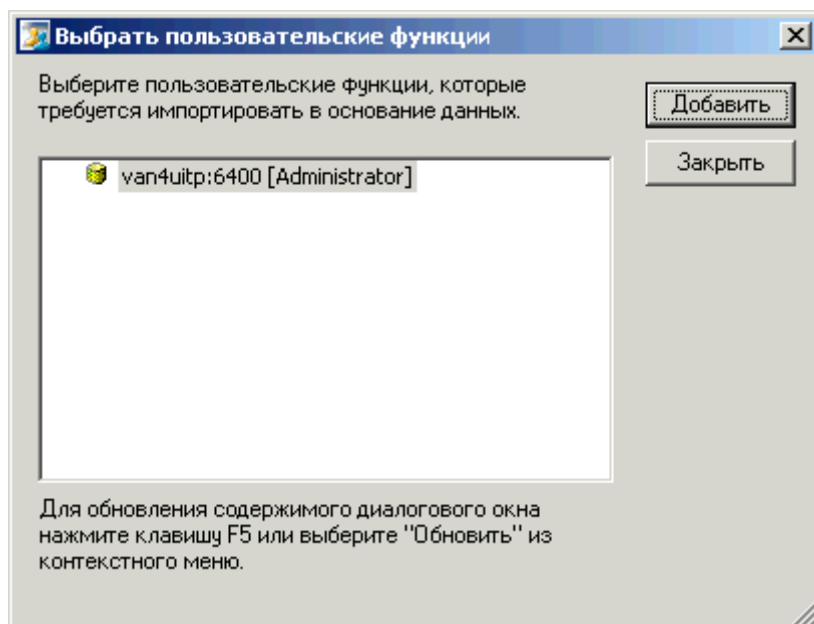 Выбрать пользовательские функции
Выберите пользовательские функции, которые
требуется импортировать в основание данных.
Добавить
Закрыть
van4uitp:6400 [Administrator]
Для обновления содержимого диалогового окна
нажмите клавишу F5 или выберите "Обновить" из
контекстного меню.